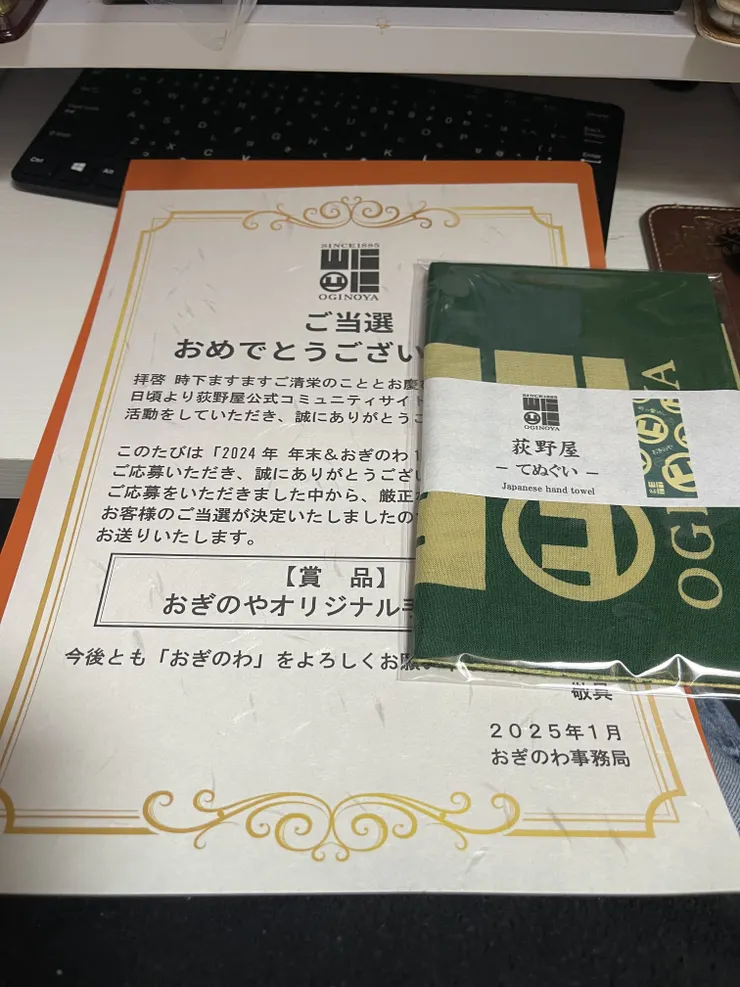 SINCE1885
OGINOYA
ご当選
おめでとうござい
拝啓 時下ますますご清栄のこととお慶
日頃より荻野屋公式コミュニティサイト
活動をしていただき、誠にありがとうご
このたびは「2024年 年末&おぎのわ
ご応募いただき、誠にありがとうござい
ご応募をいただきました中から、厳正
お客様のご当選が決定いたしましたの
お送りいたします。
【賞 品】
おぎのやオリジナル
今後とも「おぎのわ」をよろしくお願い
敬具
2025年1月
おぎのわ事務局
SINCE1885
OGINOYA
荻野屋
- てぬぐい -
Japanese hand towel
OGI
YA
Ctrl
Alt
Enter